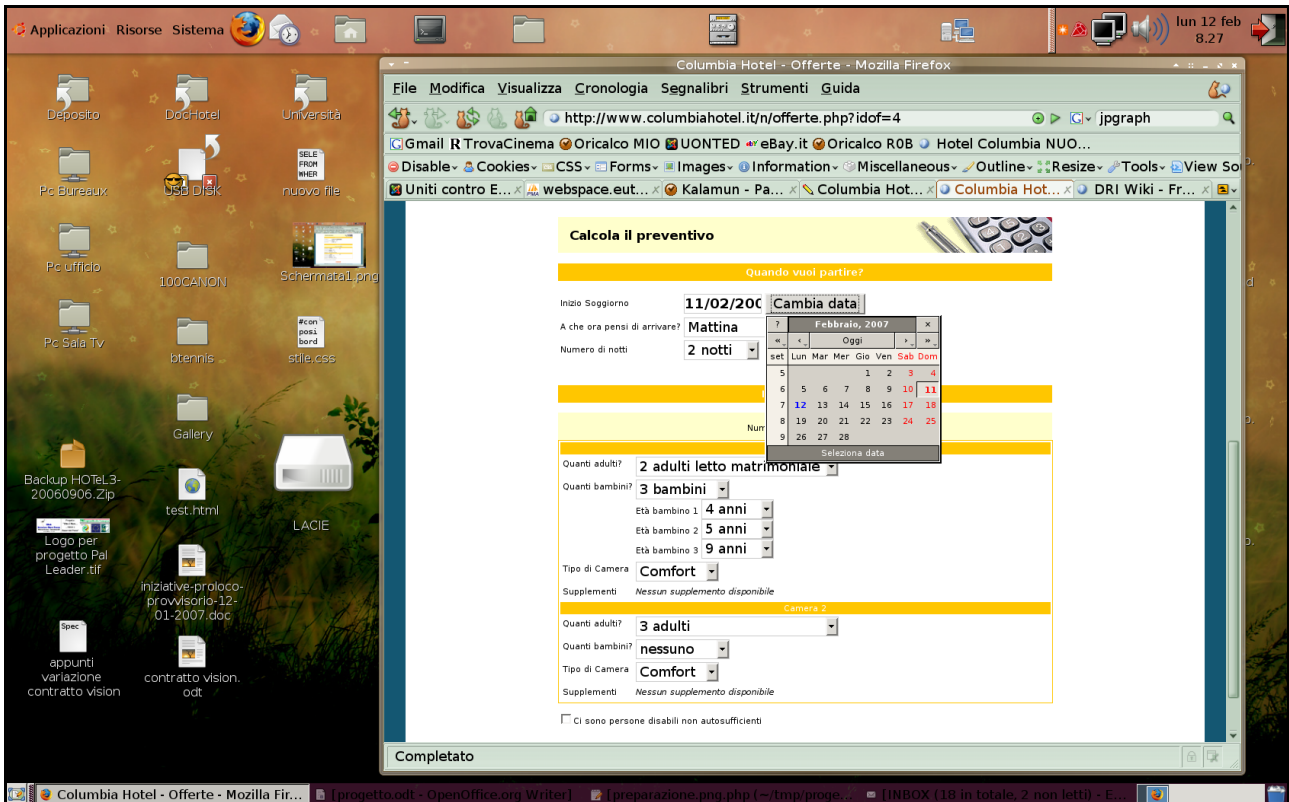 Applicazioni Risorse Sistema
lun 12 feb
8.27
Deposito
DocHotel
Università
Pc Bureaux
USB DISK
SELE
FROM
WHER
nuovo file
Pc ufficio
100CANON
Schermata1.png
Pc Sala Tv
btennis
#con
posi
bord
stile.css
Gallery
Backup HOTeL3-
20060906.Zip
test.html
LACIE
Logo per
progetto Pal
Leader.tif
iniziative-proloco-
provvisorio-12-
01-2007.doc
Spec
appunti
variazione
contratto vision
contratto vision.
odt
Columbia Hotel - Offerte - Mozilla Firefox
File Modifica Visualizza Cronologia Segnalibri Strumenti Guida
http://www.columbiahotel.it/n/offerte.php?idof=4
G jpgraph
Gmail TrovaCinema Oricalco MIO UONTED eBay.it Oricalco R0B Hotel Columbia NUO...
Disable Cookies CSS Forms Images Information Miscellaneous Outline Resize Tools View Sou
Uniti contro E... webspace.eut... Kalamun - Pa... Columbia Hot... Columbia Hot... DRI Wiki - Fr...
Calcola il preventivo
Quando vuoi partire?
Inizio Soggiorno 11/02/200 Cambia data
A che ora pensi di arrivare? Mattina
Numero di notti 2 notti
? Febbraio, 2007 ×
« ‹ Oggi › »
set Lun Mar Mer Gio Ven Sab Dom
5 1 2 3 4
6 5 6 7 8 9 10 11
7 12 13 14 15 16 17 18
8 19 20 21 22 23 24 25
9 26 27 28
Seleziona data
Num
Quanti adulti? 2 adulti letto matrimoniale
Quanti bambini? 3 bambini
Età bambino 1 4 anni
Età bambino 2 5 anni
Età bambino 3 9 anni
Tipo di Camera Comfort
Supplementi Nessun supplemento disponibile
Camera 2
Quanti adulti? 3 adulti
Quanti bambini? nessuno
Tipo di Camera Comfort
Supplementi Nessun supplemento disponibile
Ci sono persone disabili non autosufficienti
Completato
Columbia Hotel - Offerte - Mozilla Fir... [progetto.odt - OpenOffice.org Writer] [preparazione.png.php (~/tmp/proge... [INBOX (18 in totale, 2 non letti) - E...